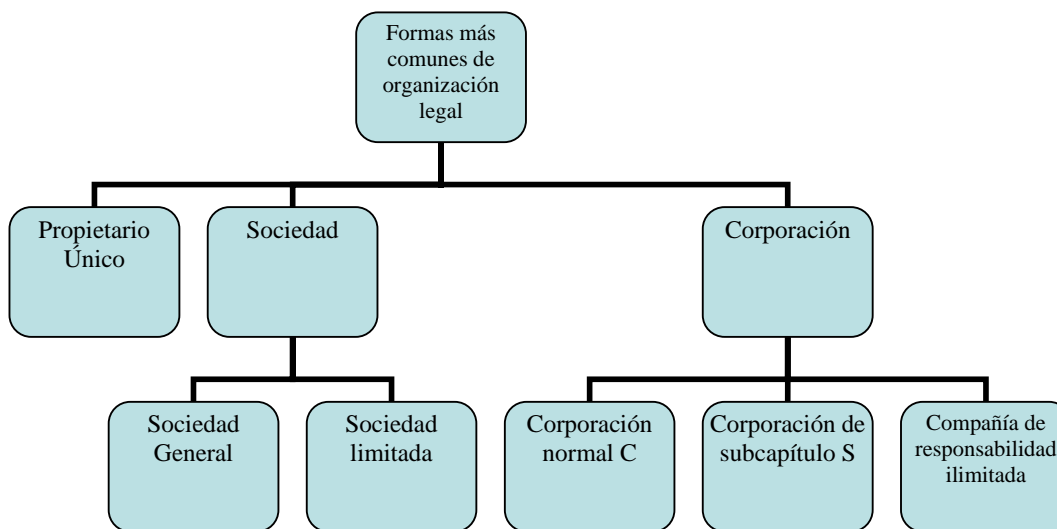 Formas más
comunes de
organización
legal
Propietario
Único
Sociedad
Corporación
Sociedad
General
Sociedad
limitada
Corporación
normal C
Corporación de
subcapítulo S
Compañía de
responsabilidad
ilimitada